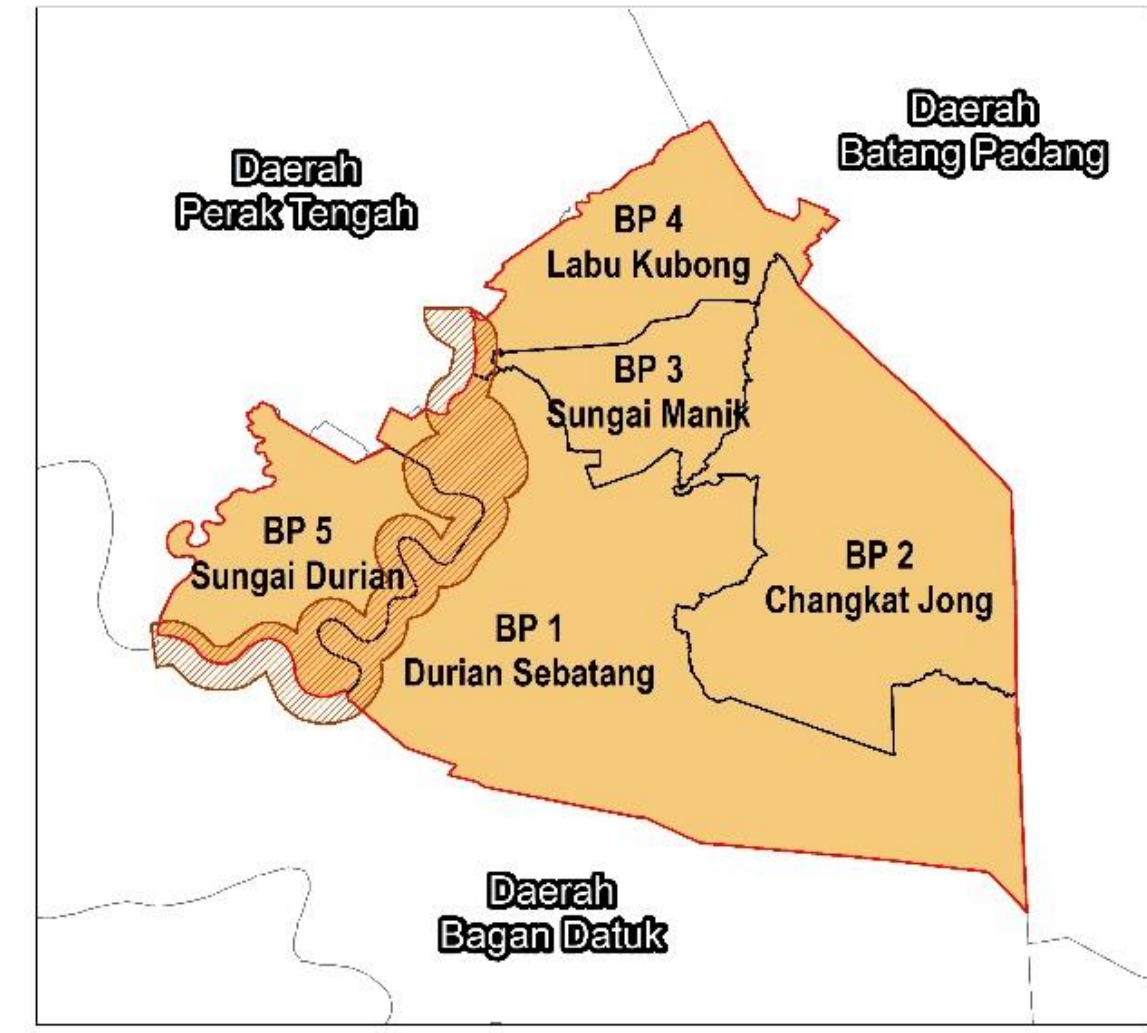 Daerah
Batang Padang
Daerah
Perak Tengah
BP 4
Labu Kubong
BP 3
Sungai Manik
BP 5
Sungai Durian
BP 2
Changkat Jong
BP 1
Durian Sebatang
Daerah
Bagan Datuk